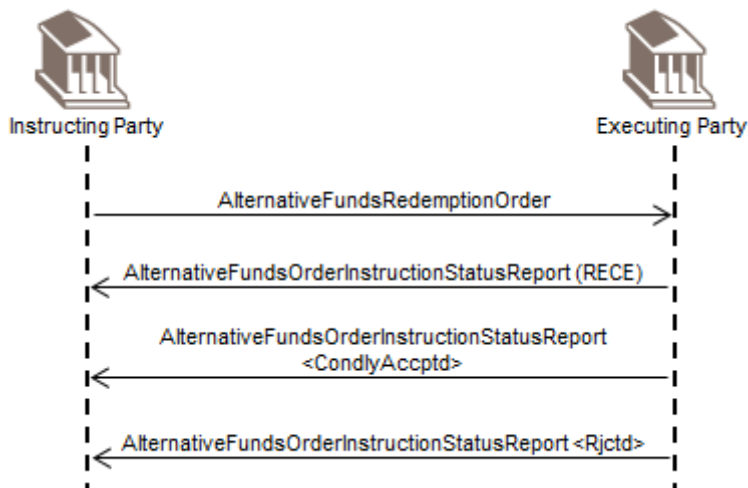 Instructing Party
Executing Party
AlternativeFundsRedemptionOrder
AlternativeFundsOrderInstructionStatusReport (RECE)
AlternativeFundsOrderInstructionStatusReport
<CondlyAccptd>
AlternativeFundsOrderInstructionStatusReport <Rjctd>